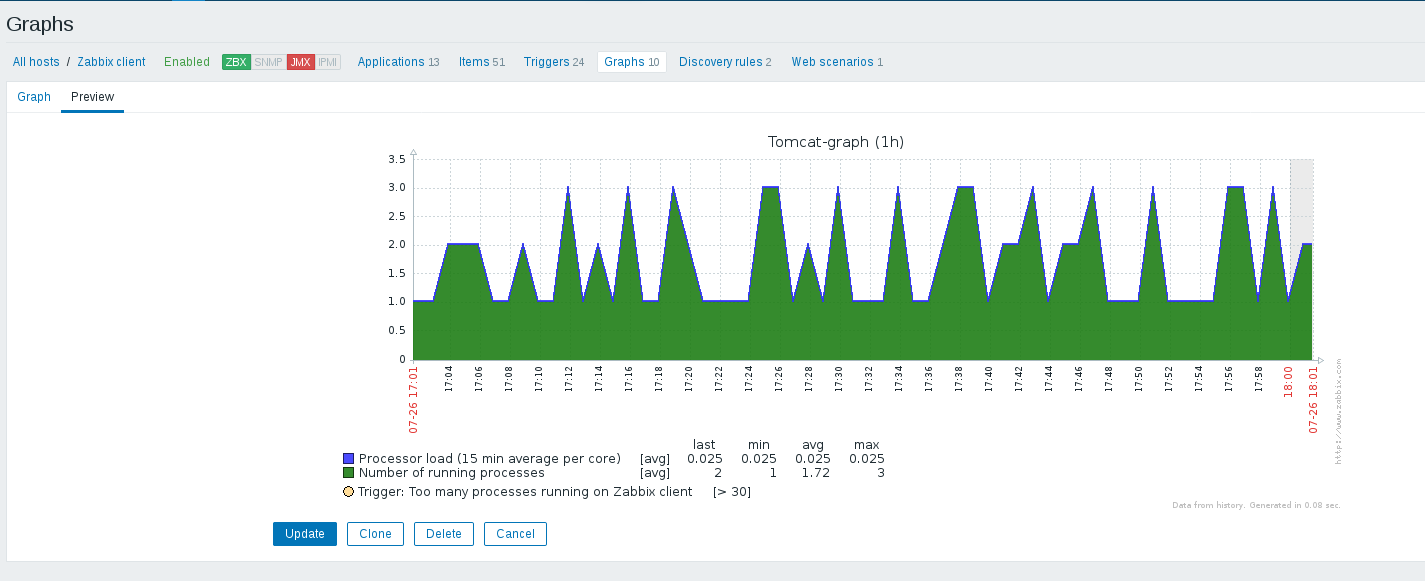 Graphs
All hosts / Zabbix client Enabled ZBX SNMP JMX IPMI Applications 13 Items 51 Triggers 24 Graphs 10 Discovery rules 2 Web scenarios 1
Graph Preview
Tomcat-graph (1h)
3.5
3.0
2.5
2.0
1.5
1.0
0.5
0
07-26 17:01 17:04 17:06 17:08 17:10 17:12 17:14 17:16 17:18 17:20 17:22 17:24 17:26 17:28 17:30 17:32 17:34 17:36 17:38 17:40 17:42 17:44 17:46 17:48 17:50 17:52 17:54 17:56 17:58 18:00 07-26 18:01
http://www.zabbix.com
last min avg max
Processor load (15 min average per core) [avg] 0.025 0.025 0.025 0.025
Number of running processes [avg] 2 1 1.72 3
Trigger: Too many processes running on Zabbix client [> 30]
Data from history. Generated in 0.08 sec.
Update Clone Delete Cancel